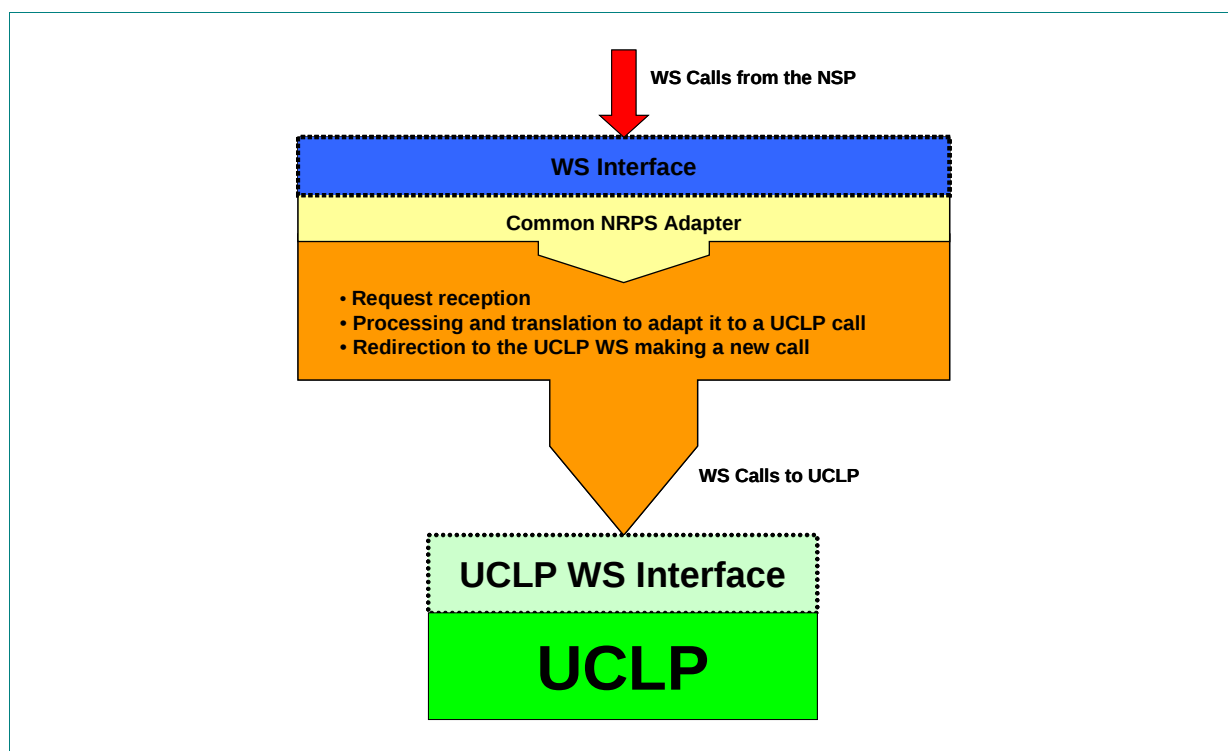 WS Calls from the NSP
WS Interface
Common NRPS Adapter
• Request reception
• Processing and translation to adapt it to a UCLP call
• Redirection to the UCLP WS making a new call
WS Calls to UCLP
UCLP WS Interface
UCLP